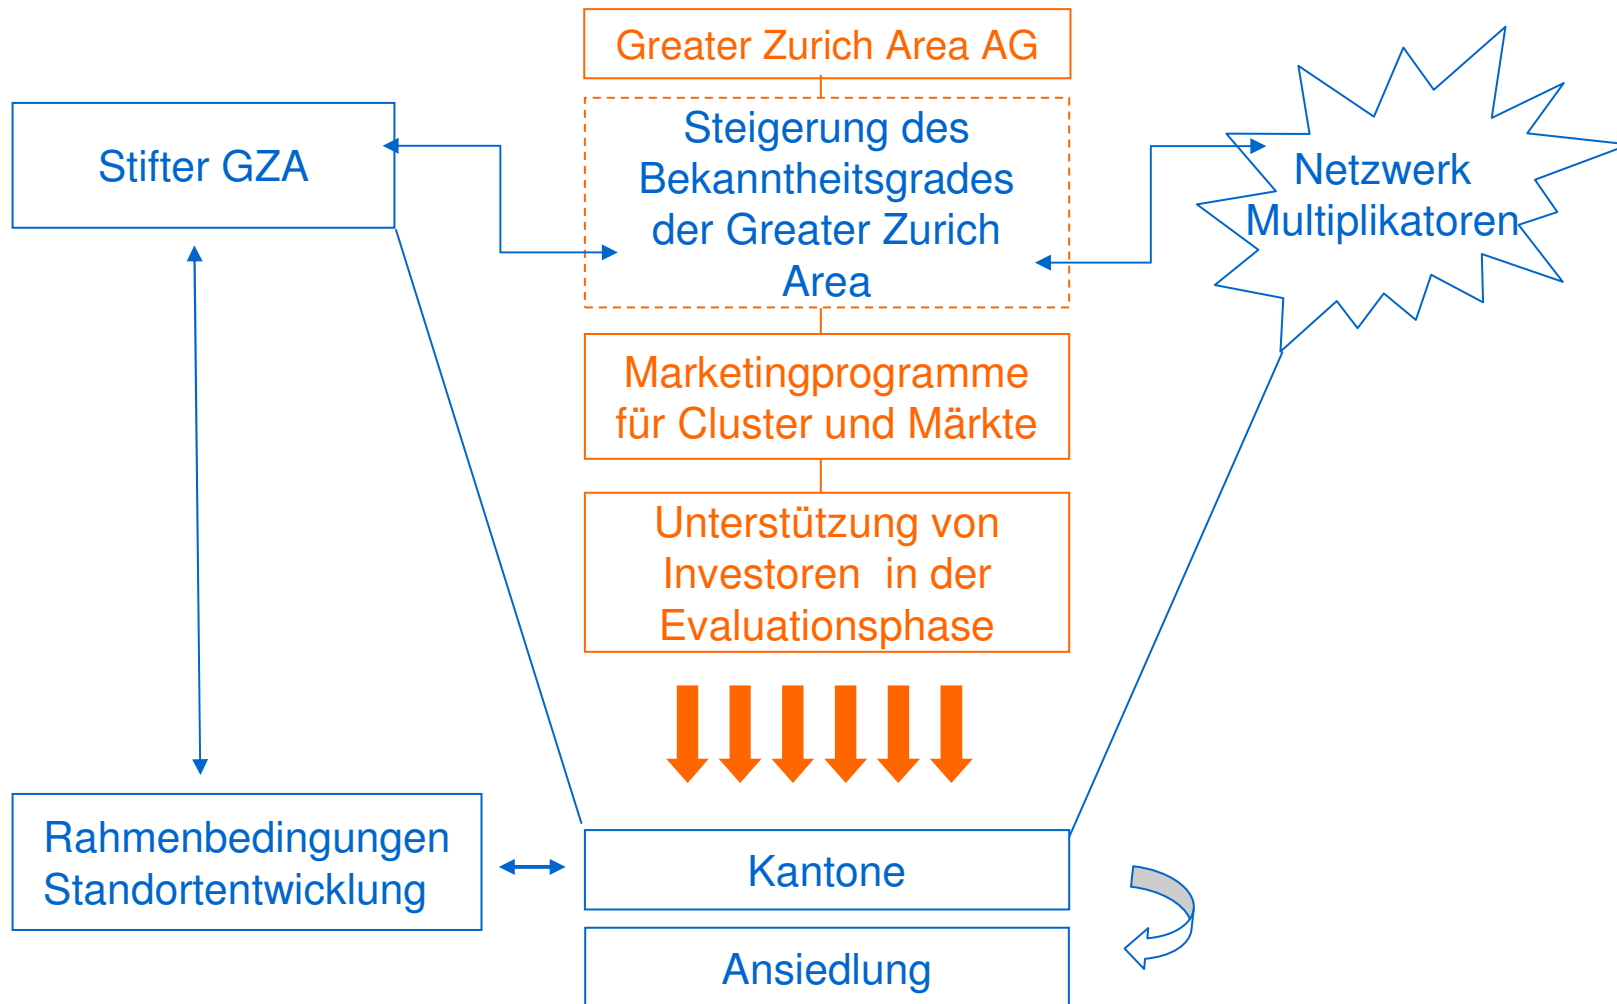 Greater Zurich Area AG
Stifter GZA
Steigerung des
Bekanntheitsgrades
der Greater Zurich
Area
Netzwerk
Multiplikatoren
Marketingprogramme
für Cluster und Märkte
Unterstützung von
Investoren in der
Evaluationsphase
Rahmenbedingungen
Standortentwicklung
Kantone
Ansiedlung